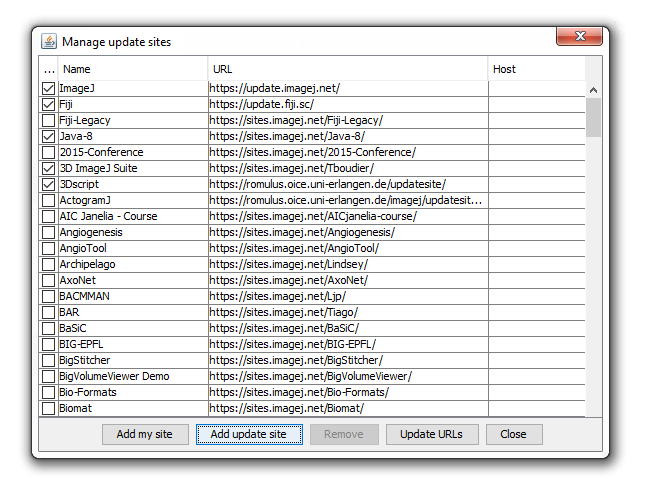 Manage update sites
... Name URL Host
ImageJ https://update.imagej.net/
Fiji https://update.fiji.sc/
Fiji-Legacy https://sites.imagej.net/Fiji-Legacy/
Java-8 https://sites.imagej.net/Java-8/
2015-Conference https://sites.imagej.net/2015-Conference/
3D ImageJ Suite https://sites.imagej.net/Tboudier/
3Dscript https://romulus.oice.uni-erlangen.de/updatesite/
ActogramJ https://romulus.oice.uni-erlangen.de/imagej/updatesit...
AIC Janelia - Course https://sites.imagej.net/AICjanelia-course/
Angiogenesis https://sites.imagej.net/Angiogenesis/
AngioTool https://sites.imagej.net/AngioTool/
Archipelago https://sites.imagej.net/Lindsey/
AxoNet https://sites.imagej.net/AxoNet/
BACMMAN https://sites.imagej.net/Ljp/
BAR https://sites.imagej.net/Tiago/
BaSiC https://sites.imagej.net/BaSiC/
BIG-EPFL https://sites.imagej.net/BIG-EPFL/
BigStitcher https://sites.imagej.net/BigStitcher/
BigVolumeViewer Demo https://sites.imagej.net/BigVolumeViewer/
Bio-Formats https://sites.imagej.net/Bio-Formats/
Biomat https://sites.imagej.net/Biomat/
Add my site Add update site Remove Update URLs Close